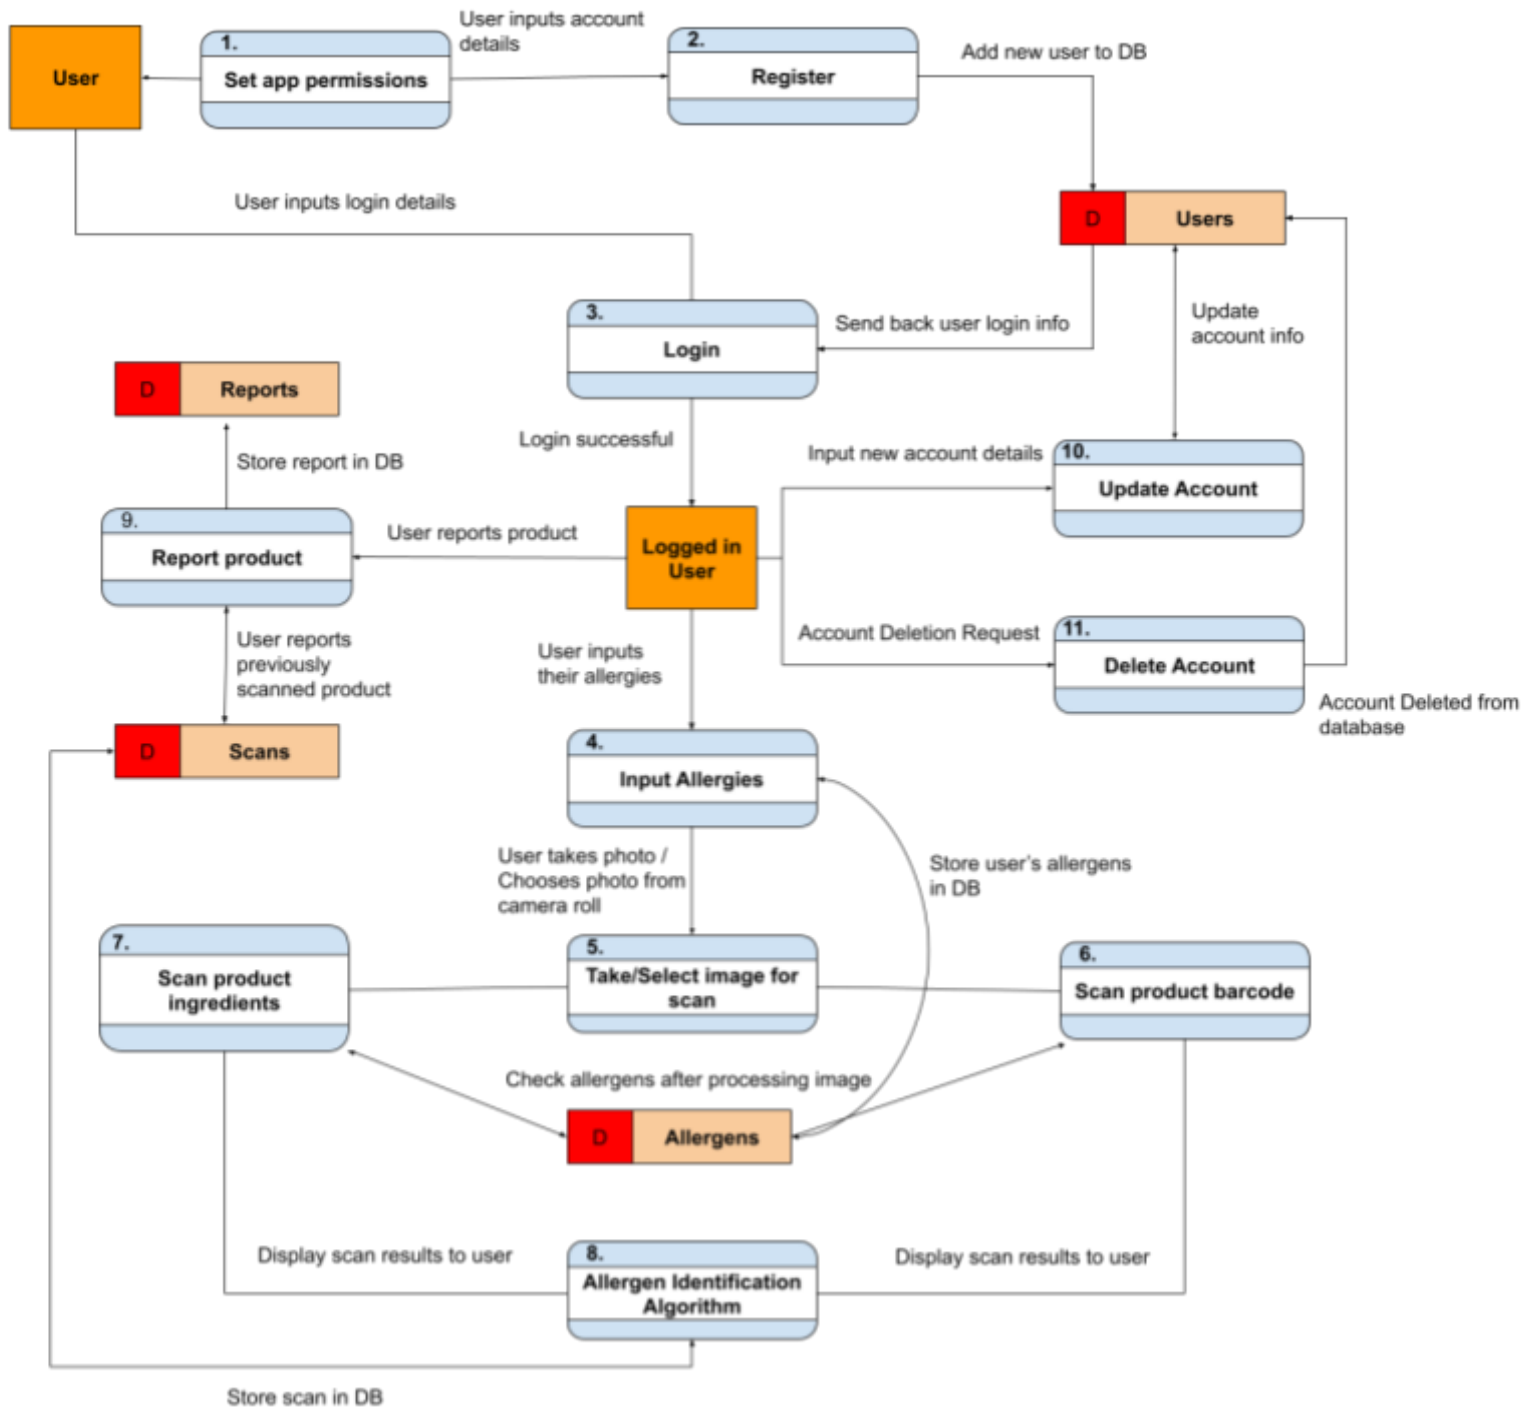 User inputs account
details
1.
2.
User
Set app permissions
Register
Add new user to DB
User inputs login details
D
Users
3.
Login
Send back user login info
Update
account info
D
Reports
Login successful
Store report in DB
Input new account details
10.
Update Account
9.
Report product
User reports product
Logged in
User
User reports
previously
scanned product
User inputs
their allergies
Account Deletion Request
11.
Delete Account
Account Deleted from
database
D
Scans
4.
Input Allergies
User takes photo /
Chooses photo from
camera roll
Store user's allergens
in DB
7.
Scan product
ingredients
5.
Take/Select image for
scan
6.
Scan product barcode
Check allergens after processing image
D
Allergens
Display scan results to user
8.
Allergen Identification
Algorithm
Display scan results to user
Store scan in DB